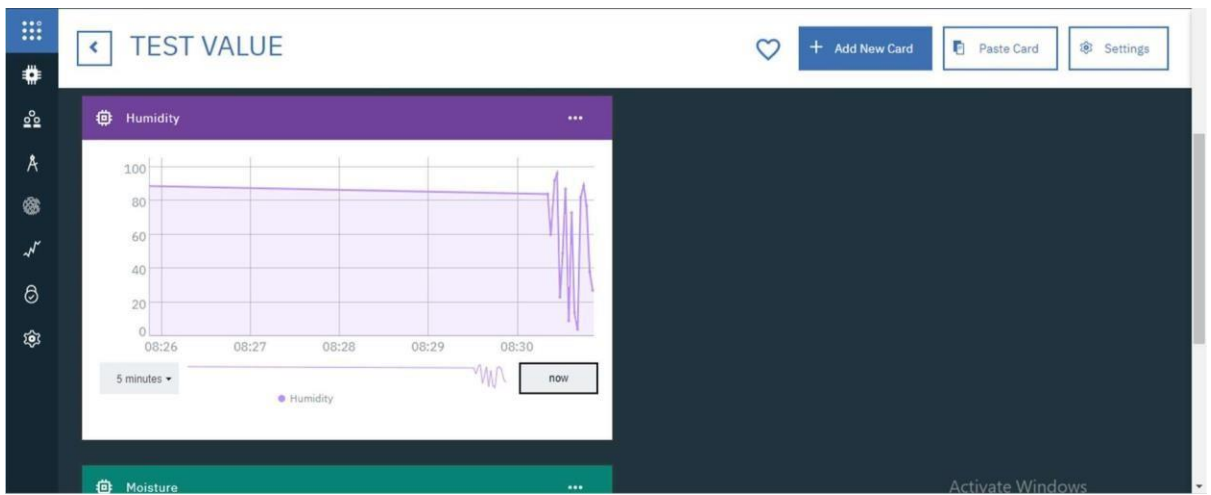 TEST VALUE
+ Add New Card
Paste Card
Settings
Humidity
100
80
60
40
20
0
08:26 08:27 08:28 08:29 08:30
5 minutes
now
Humidity
Moisture
Activate Windows